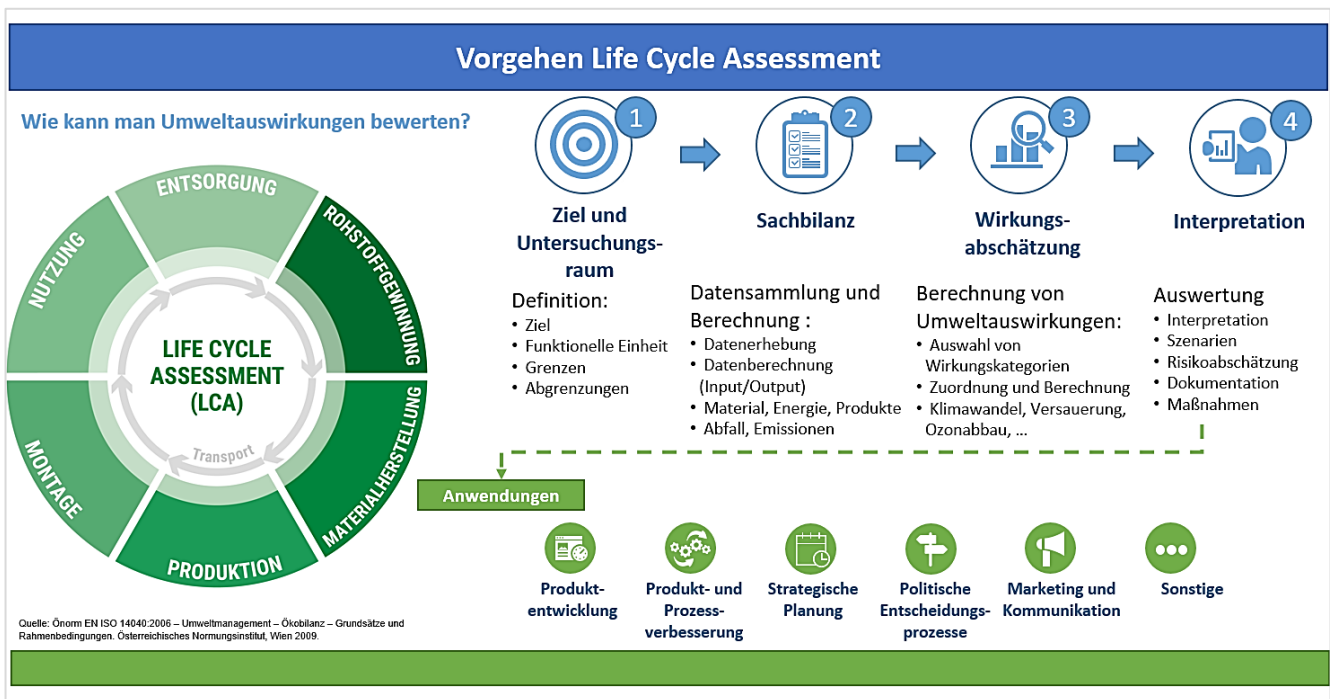 Vorgehen Life Cycle Assessment
Wie kann man Umweltauswirkungen bewerten?
ENTSORGUNG
ROHSTOFFGEWINNUNG
MATERIALHERSTELLUNG
PRODUKTION
MONTAGE
NUTZUNG
LIFE CYCLE
ASSESSMENT
(LCA)
Transport
1
Ziel und
Untersuchungs-
raum
Definition:
• Ziel
• Funktionelle Einheit
• Grenzen
• Abgrenzungen
2
Sachbilanz
Datensammlung und
Berechnung :
• Datenerhebung
• Datenberechnung
(Input/Output)
• Material, Energie, Produkte
• Abfall, Emissionen
3
Wirkungs-
abschätzung
Berechnung von
Umweltauswirkungen:
• Auswahl von
Wirkungskategorien
• Zuordnung und Berechnung
• Klimawandel, Versauerung,
Ozonabbau, ...
4
Interpretation
Auswertung
• Interpretation
• Szenarien
• Risikoabschätzung
• Dokumentation
• Maßnahmen
Anwendungen
Produkt-
entwicklung
Produkt- und
Prozess-
verbesserung
Strategische
Planung
Politische
Entscheidungs-
prozesse
Marketing und
Kommunikation
Sonstige
Quelle: Önorm EN ISO 14040:2006 – Umweltmanagement – Ökobilanz – Grundsätze und
Rahmenbedingungen. Österreichisches Normungsinstitut, Wien 2009.